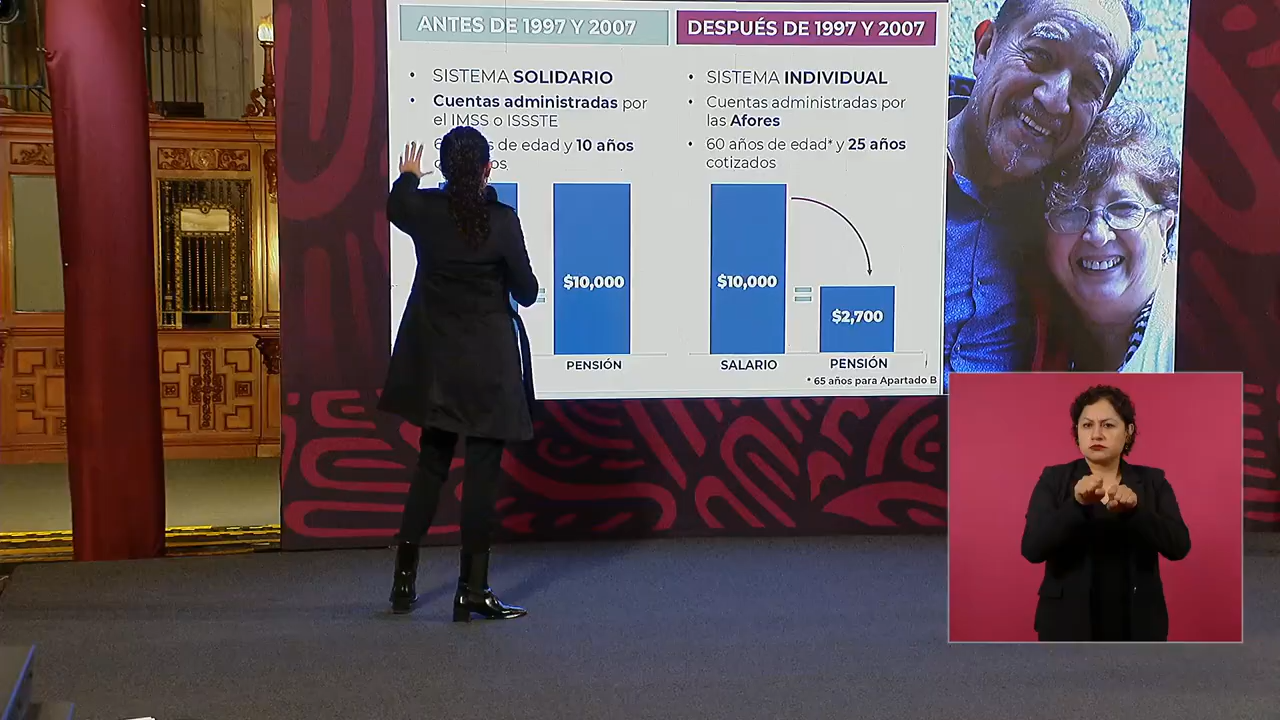 ANTES DE 1997 Y 2007
SISTEMA SOLIDARIO
Cuentas administradas por
el IMSS o ISSSTE
de edad y 10 años
$10,000
PENSIÓN
DESPUÉS DE 1997 Y 2007
SISTEMA INDIVIDUAL
Cuentas administradas por
las Afores
60 años de edad* y 25 años
cotizados
$10,000
=
$2,700
SALARIO
PENSIÓN
* 65 años para Apartado B